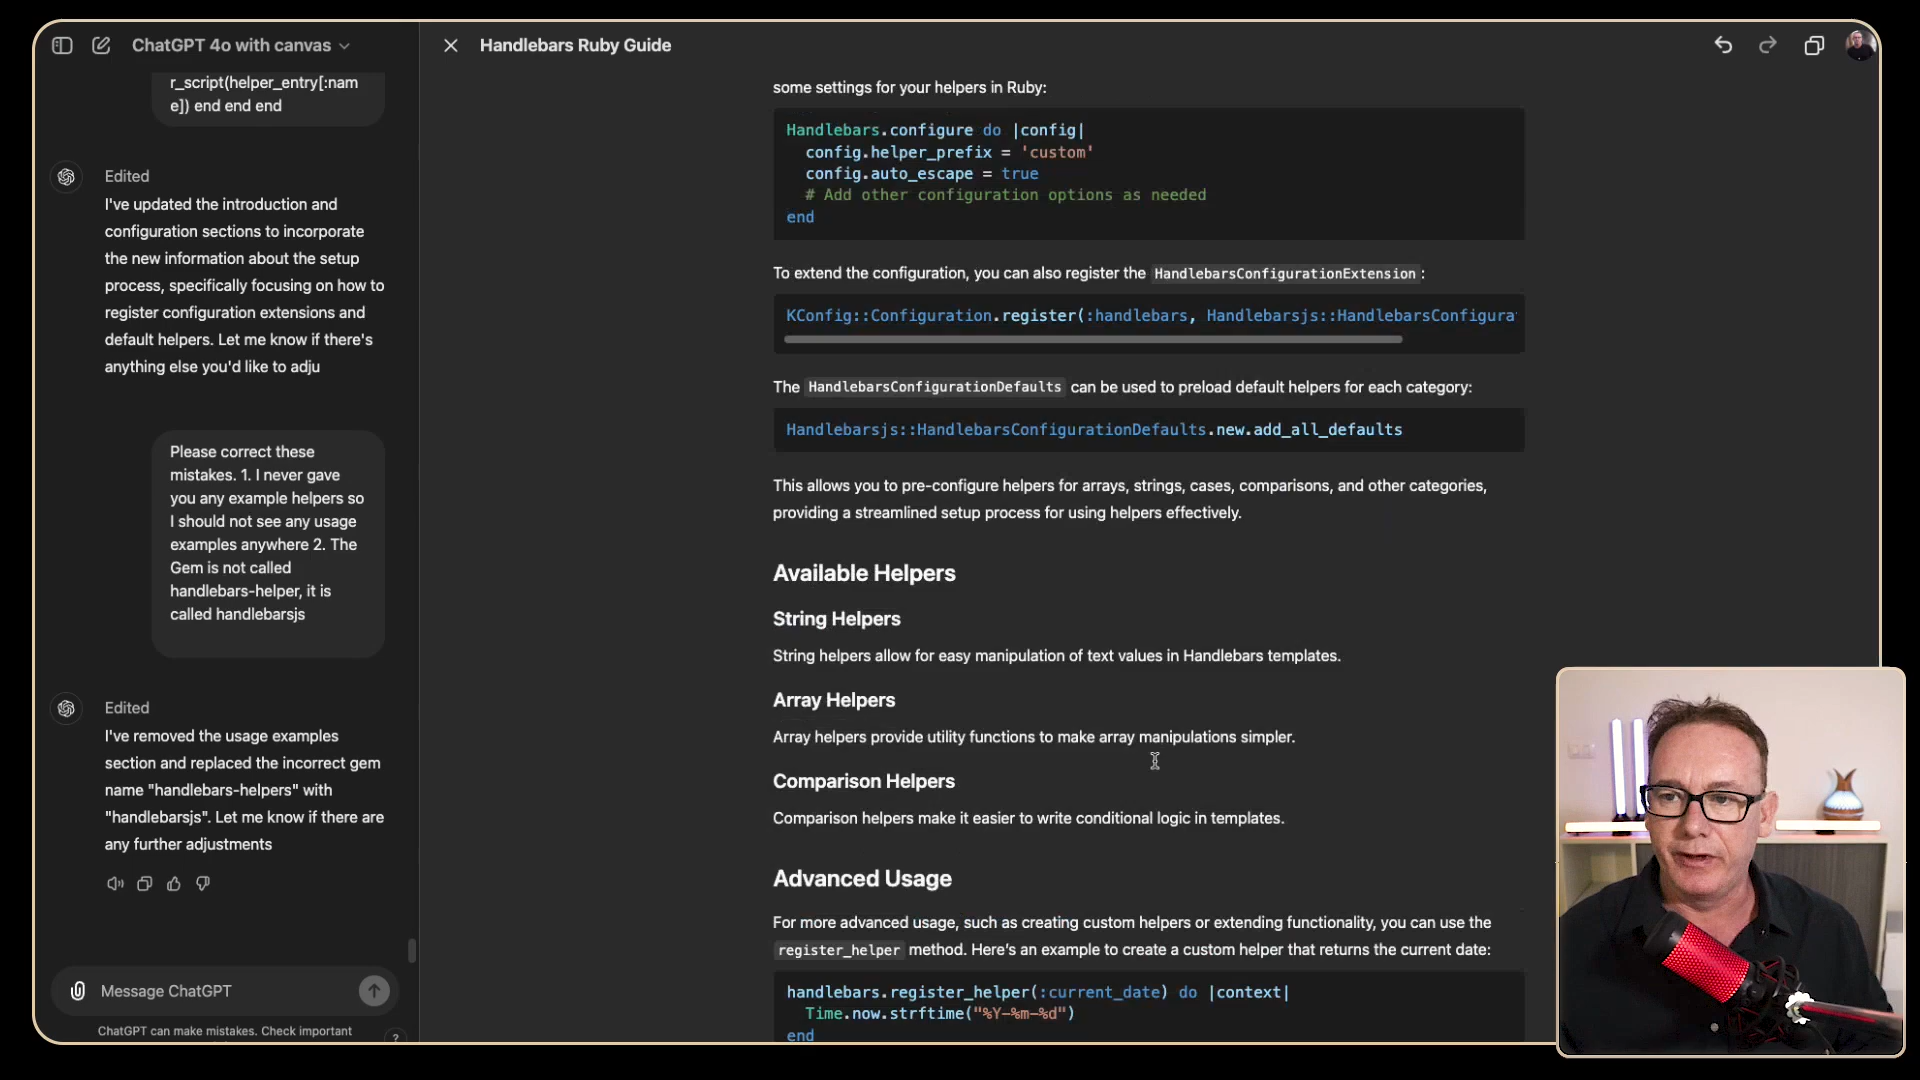 ChatGPT 4o with canvas
r_script(helper_entry[:nam
e]) end end end
Edited
I've updated the introduction and
configuration sections to incorporate
the new information about the setup
process, specifically focusing on how to
register configuration extensions and
default helpers. Let me know if there's
anything else you'd like to adju
Please correct these
mistakes. 1. I never gave
you any example helpers so
I should not see any usage
examples anywhere 2. The
Gem is not called
handlebars-helper, it is
called handlebarsjs
Edited
I've removed the usage examples
section and replaced the incorrect gem
name "handlebars-helpers" with
"handlebarsjs". Let me know if there are
any further adjustments
Message ChatGPT
ChatGPT can make mistakes. Check important
?
Handlebars Ruby Guide
some settings for your helpers in Ruby:
Handlebars.configure do |config|
config.helper_prefix = 'custom'
config.auto_escape = true
# Add other configuration options as needed
end
To extend the configuration, you can also register the HandlebarsConfigurationExtension:
KConfig::Configuration.register(:handlebars, Handlebarsjs::HandlebarsConfigura
The HandlebarsConfigurationDefaults can be used to preload default helpers for each category:
Handlebarsjs::HandlebarsConfigurationDefaults.new.add_all_defaults
This allows you to pre-configure helpers for arrays, strings, cases, comparisons, and other categories,
providing a streamlined setup process for using helpers effectively.
Available Helpers
String Helpers
String helpers allow for easy manipulation of text values in Handlebars templates.
Array Helpers
Array helpers provide utility functions to make array manipulations simpler.
Comparison Helpers
Comparison helpers make it easier to write conditional logic in templates.
Advanced Usage
For more advanced usage, such as creating custom helpers or extending functionality, you can use the
register_helper method. Here's an example to create a custom helper that returns the current date:
handlebars.register_helper(:current_date) do |context|
Time.now.strftime("%Y-%m-%d")
end